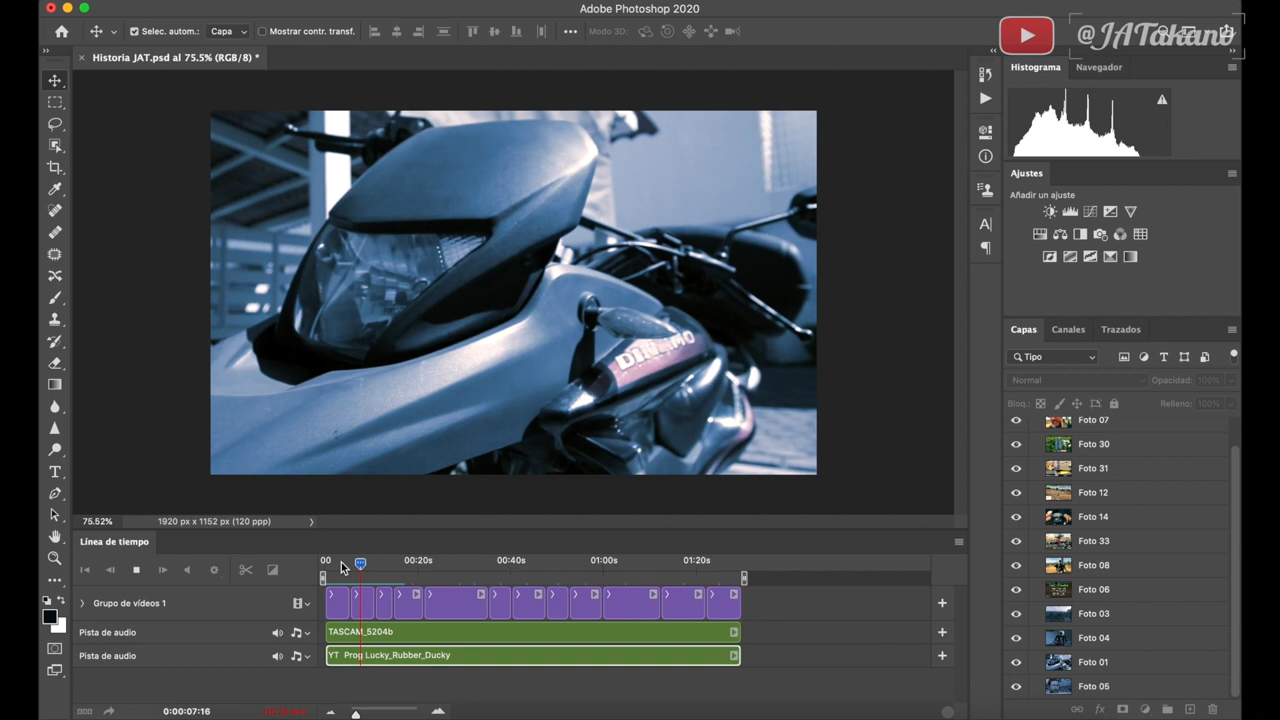 Adobe Photoshop 2020
Selec. autom.: Capa Mostrar contr. transf. Modo 3D:
@JATakano
Historia JAT.psd al 75.5% (RGB/8) *
Histograma Navegador
Ajustes
Añadir un ajuste
DINAMO
Capas Canales Trazados
Tipo
Normal Opacidad: 100%
Bloq.: Relleno: 100%
Foto 07
Foto 30
Foto 31
Foto 12
Foto 14
Foto 33
Foto 08
Foto 06
Foto 03
Foto 04
Foto 01
Foto 05
75.52% 1920 px x 1152 px (120 ppp)
Línea de tiempo
00 00:20s 00:40s 01:00s 01:20s
Grupo de vídeos 1
Pista de audio TASCAM_5204b
Pista de audio YT Prog Lucky_Rubber_Ducky
0:00:07:16